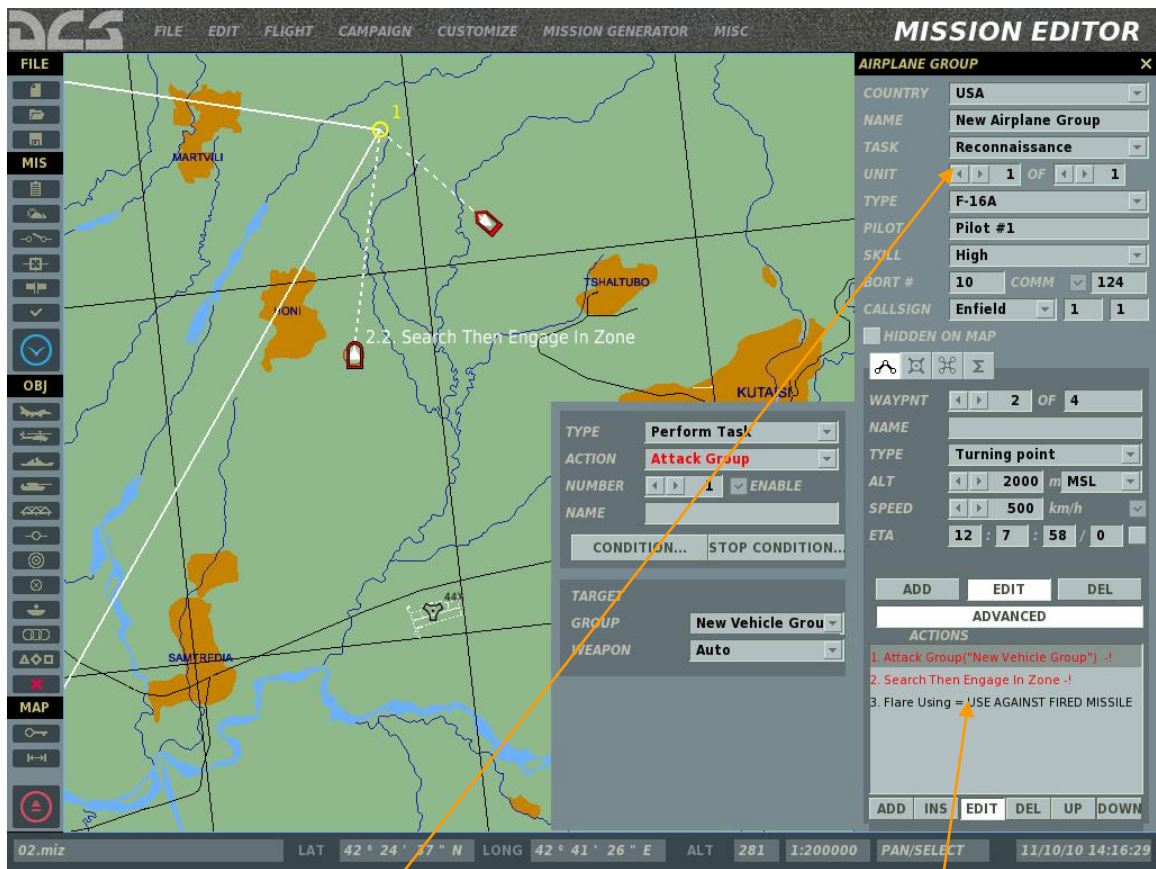 DCS
FILE EDIT FLIGHT CAMPAIGN CUSTOMIZE MISSION GENERATOR MISC
MISSION EDITOR
FILE
MIS
OBJ
MAP
1
MARTVILI
HONI
TSHALTUBO
2.2. Search Then Engage In Zone
KUTAISI
SAMTREDIA
44X
TYPE Perform Task
ACTION Attack Group
NUMBER 1 ENABLE
NAME
CONDITION... STOP CONDITION...
TARGET
GROUP New Vehicle Grou
WEAPON Auto
AIRPLANE GROUP X
COUNTRY USA
NAME New Airplane Group
TASK Reconnaissance
UNIT 1 OF 1
TYPE F-16A
PILOT Pilot #1
SKILL High
BORT # 10 COMM 124
CALLSIGN Enfield 1 1
HIDDEN ON MAP
WAYPNT 2 OF 4
NAME
TYPE Turning point
ALT 2000 m MSL
SPEED 500 km/h
ETA 12 : 7 : 58 / 0
ADD EDIT DEL
ADVANCED
ACTIONS
1. Attack Group("New Vehicle Group") -!
2. Search Then Engage In Zone -!
3. Flare Using = USE AGAINST FIRED MISSILE
ADD INS EDIT DEL UP DOWN
02.miz LAT 42 ° 24 ' 37 " N LONG 42 ° 41 ' 26 " E ALT 281 1:200000 PAN/SELECT 11/10/10 14:16:29